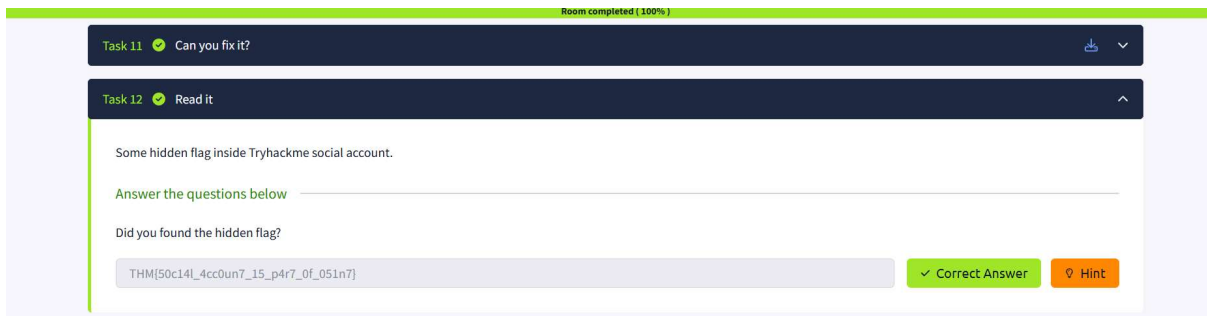 Room completed ( 100% )
Task 11 Can you fix it?
Task 12 Read it
Some hidden flag inside Tryhackme social account.
Answer the questions below
Did you found the hidden flag?
THM{50c14l_4cc0un7_15_p4r7_0f_051n7}
Correct Answer
Hint